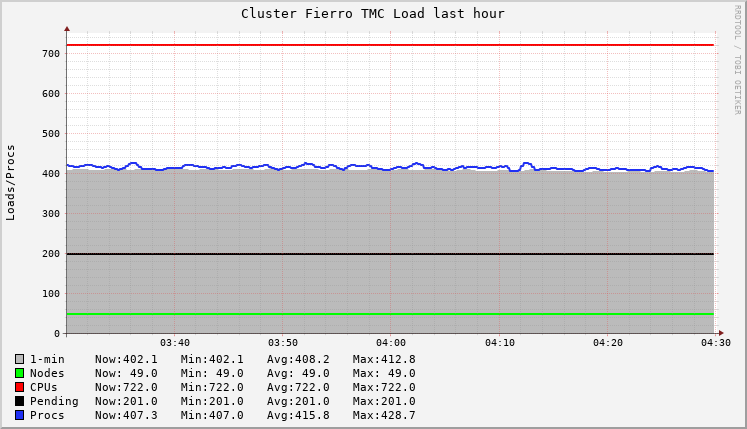 Cluster Fierro TMC Load last hour
RRDTOOL / TOBI OETIKER
Loads/Procs
700
600
500
400
300
200
100
0
03:40 03:50 04:00 04:10 04:20 04:30
1-min Now:402.1 Min:402.1 Avg:408.2 Max:412.8
Nodes Now: 49.0 Min: 49.0 Avg: 49.0 Max: 49.0
CPUs Now:722.0 Min:722.0 Avg:722.0 Max:722.0
Pending Now:201.0 Min:201.0 Avg:201.0 Max:201.0
Procs Now:407.3 Min:407.0 Avg:415.8 Max:428.7